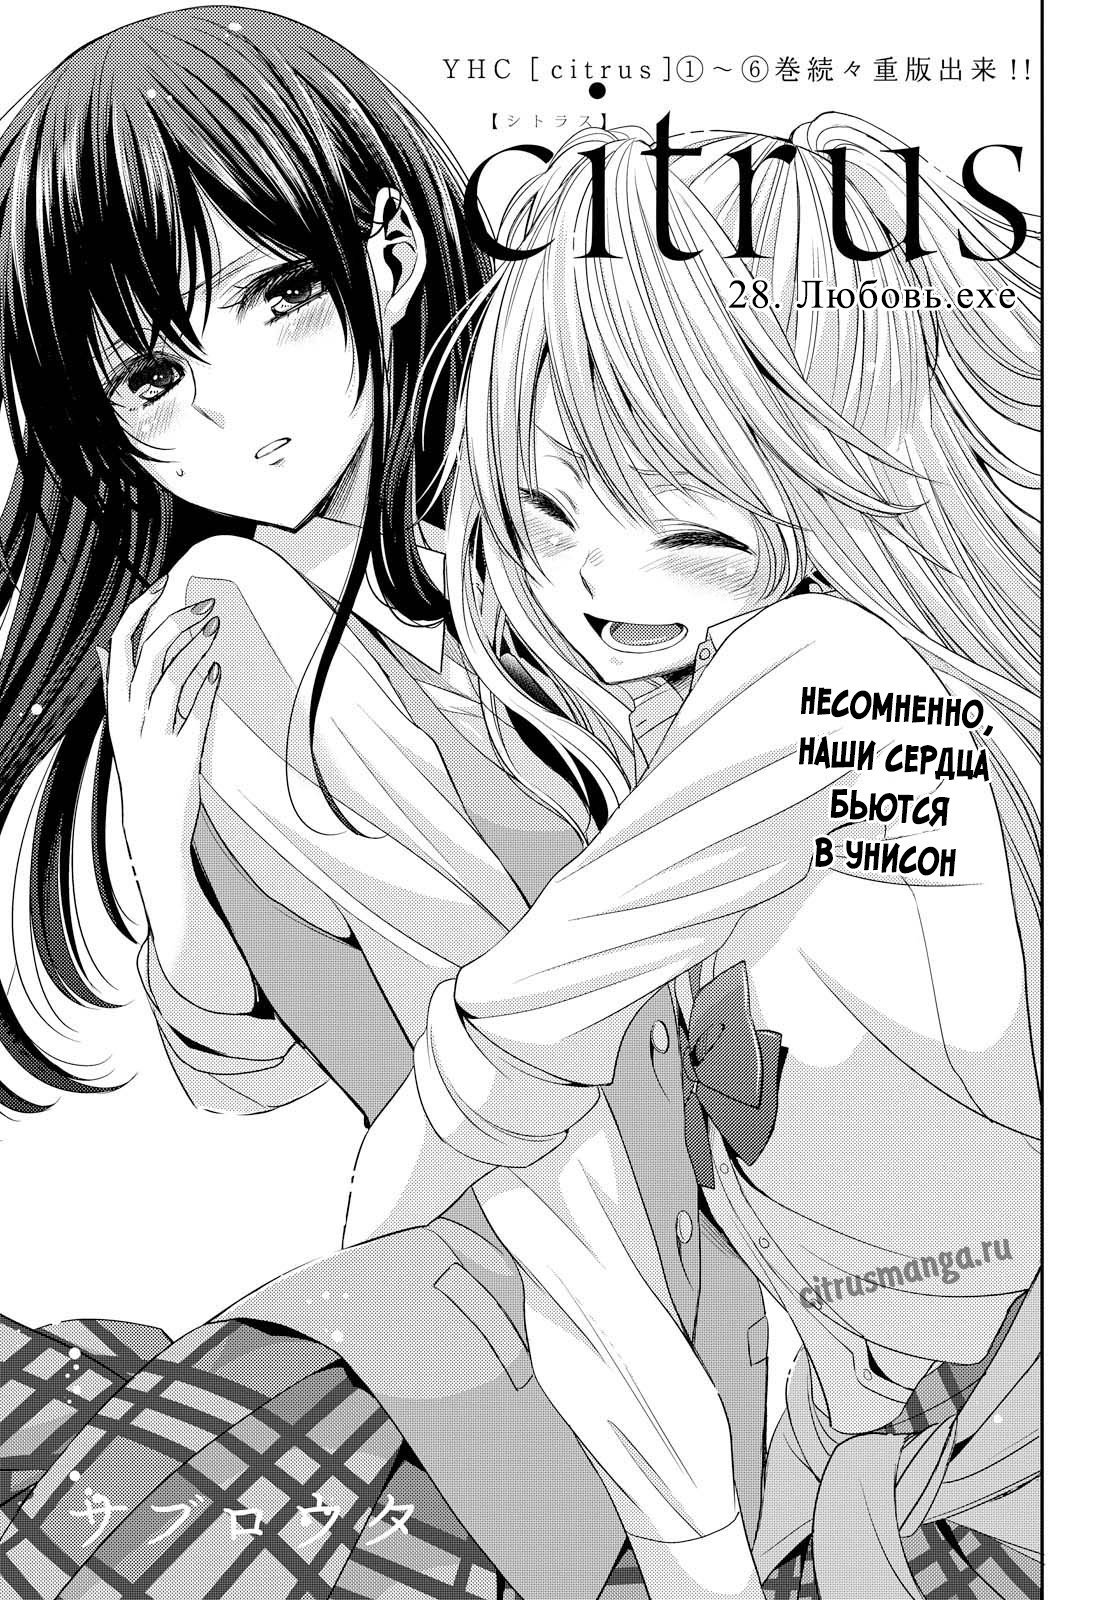 YHC [citrus]①～⑥巻続々重版出来!!
【シトラス】
citrus
28. Любовь.exe
НЕСОМНЕННО,
НАШИ СЕРДЦА
БЬЮТСЯ
В УНИСОН
citrusmanga.ru
サブロウタ